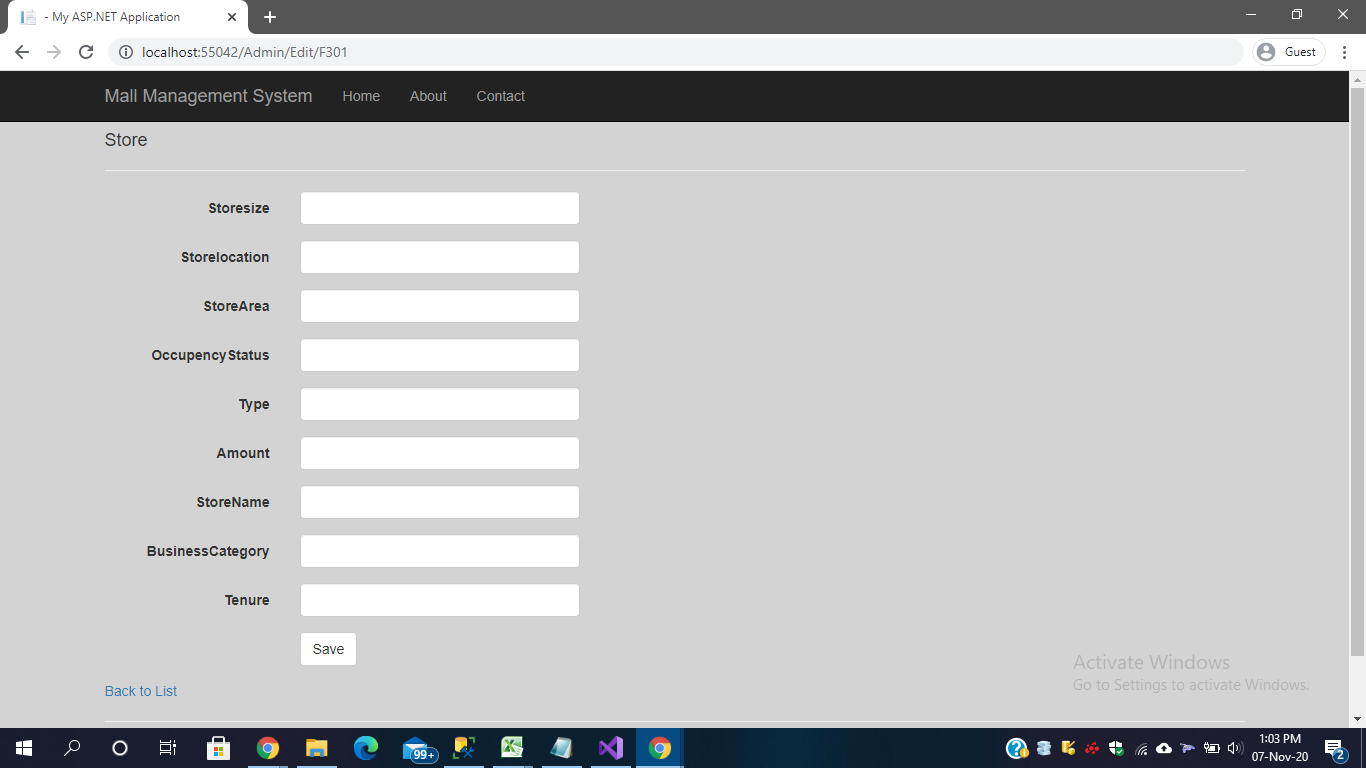 - My ASP.NET Application
localhost:55042/Admin/Edit/F301
Guest
Mall Management System Home About Contact
Store
Storesize
Storelocation
StoreArea
OccupencyStatus
Type
Amount
StoreName
BusinessCategory
Tenure
Save
Back to List
Activate Windows
Go to Settings to activate Windows.
99+
1:03 PM
07-Nov-20
2